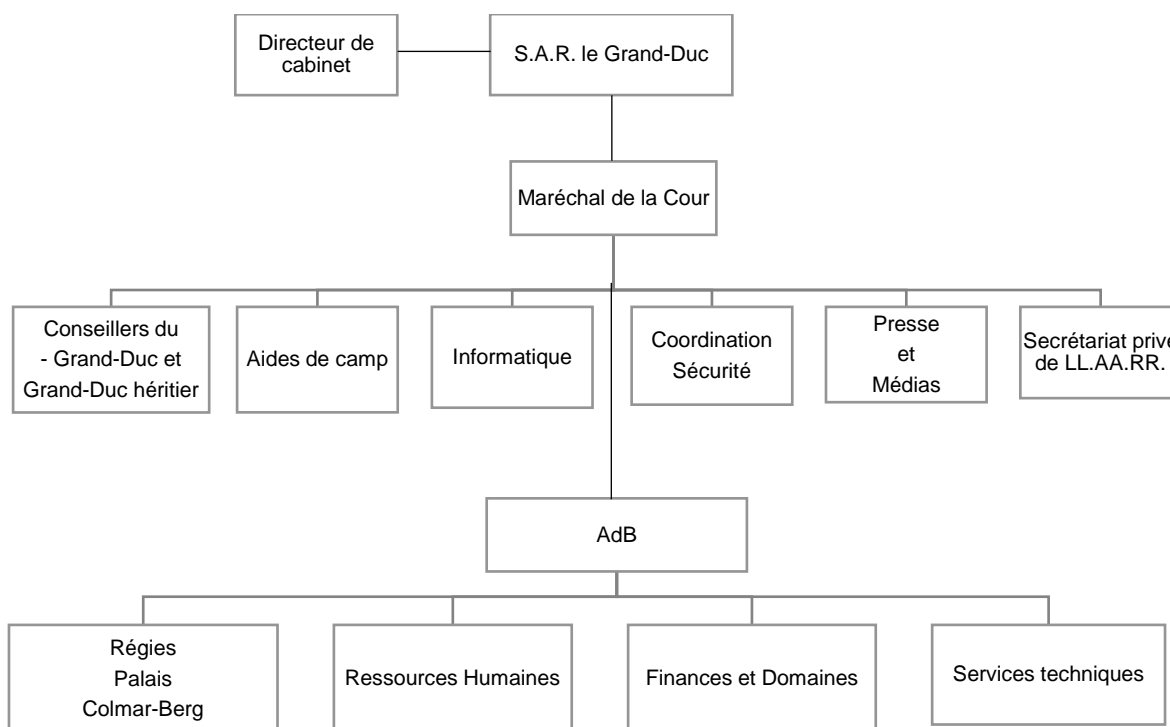 Directeur de
cabinet
S.A.R. le Grand-Duc
Maréchal de la Cour
Conseillers du
- Grand-Duc et
Grand-Duc héritier
Aides de camp
Informatique
Coordination
Sécurité
Presse
et
Médias
Secrétariat privé
de LL.AA.RR.
AdB
Régies
Palais
Colmar-Berg
Ressources Humaines
Finances et Domaines
Services techniques